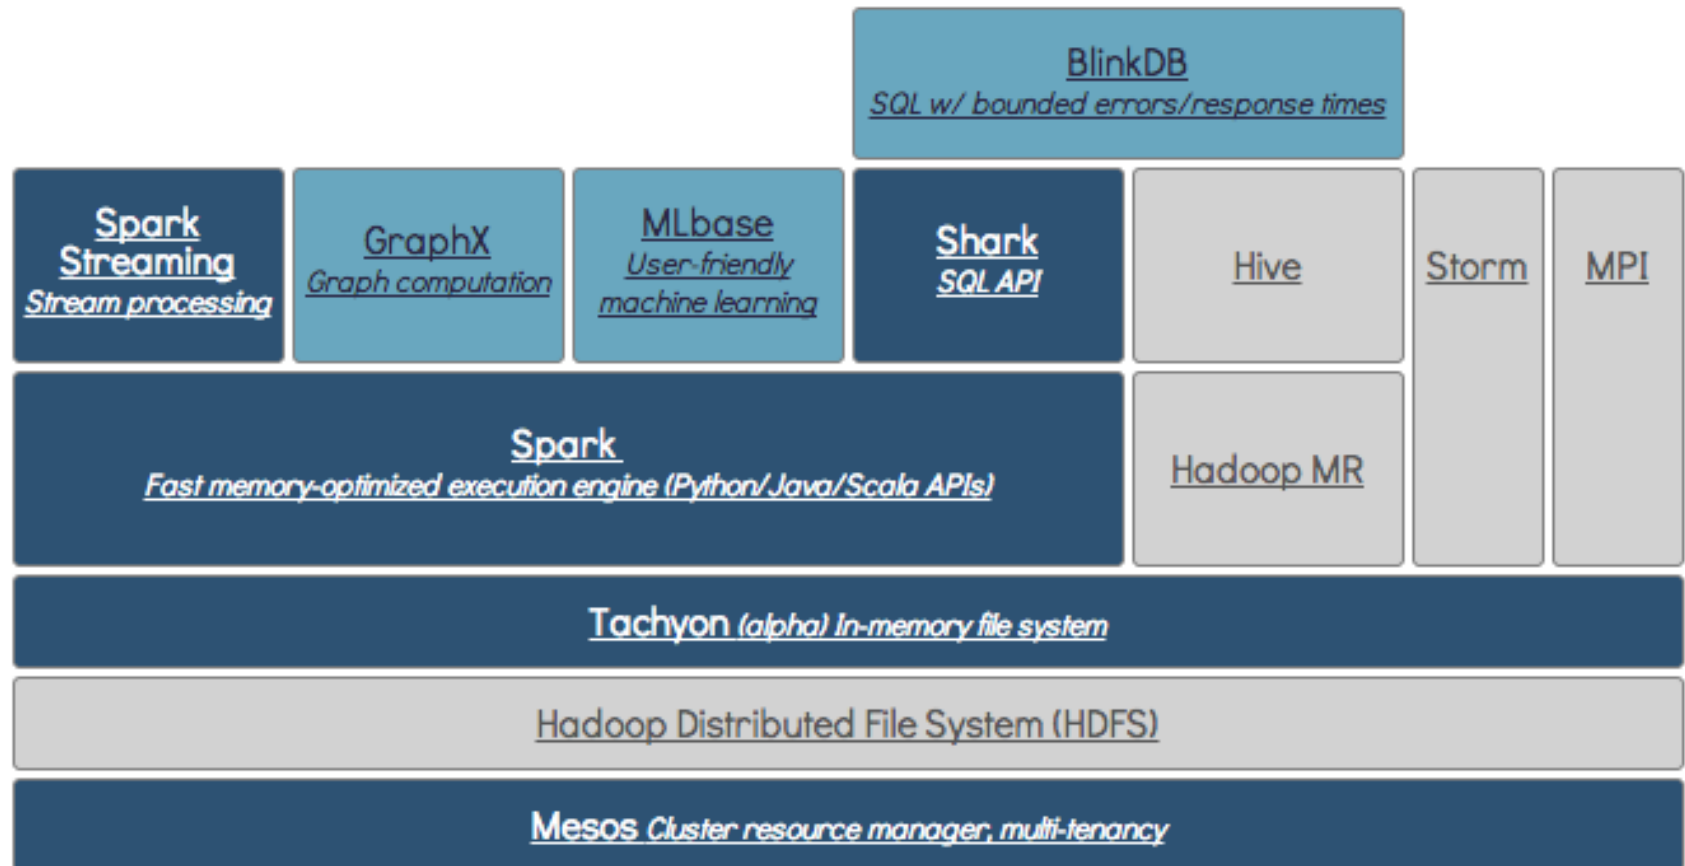 BlinkDB
SQL w/ bounded errors/response times
Spark
Streaming
Stream processing
GraphX
Graph computation
MLbase
User-friendly
machine learning
Shark
SQL API
Hive
Storm
MPI
Spark
Fast memory-optimized execution engine (Python/Java/Scala APIs)
Hadoop MR
Tachyon (alpha) In-memory file system
Hadoop Distributed File System (HDFS)
Mesos Cluster resource manager, multi-tenancy